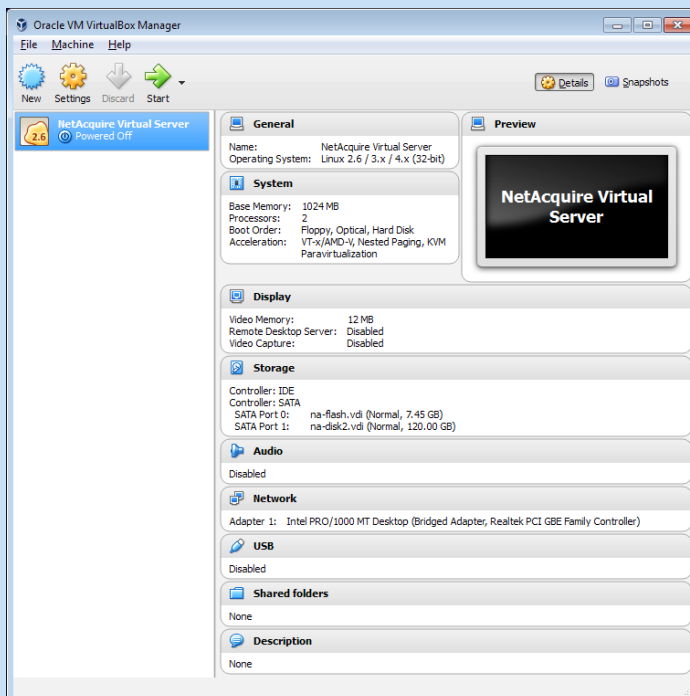 Oracle VM VirtualBox Manager
File Machine Help
New Settings Discard Start Details Snapshots
2.6 NetAcquire Virtual Server
Powered Off
General
Name: NetAcquire Virtual Server
Operating System: Linux 2.6 / 3.x / 4.x (32-bit)
System
Base Memory: 1024 MB
Processors: 2
Boot Order: Floppy, Optical, Hard Disk
Acceleration: VT-x/AMD-V, Nested Paging, KVM
Paravirtualization
Preview
NetAcquire Virtual
Server
Display
Video Memory: 12 MB
Remote Desktop Server: Disabled
Video Capture: Disabled
Storage
Controller: IDE
Controller: SATA
SATA Port 0: na-flash.vdi (Normal, 7.45 GB)
SATA Port 1: na-disk2.vdi (Normal, 120.00 GB)
Audio
Disabled
Network
Adapter 1: Intel PRO/1000 MT Desktop (Bridged Adapter, Realtek PCI GBE Family Controller)
USB
Disabled
Shared folders
None
Description
None